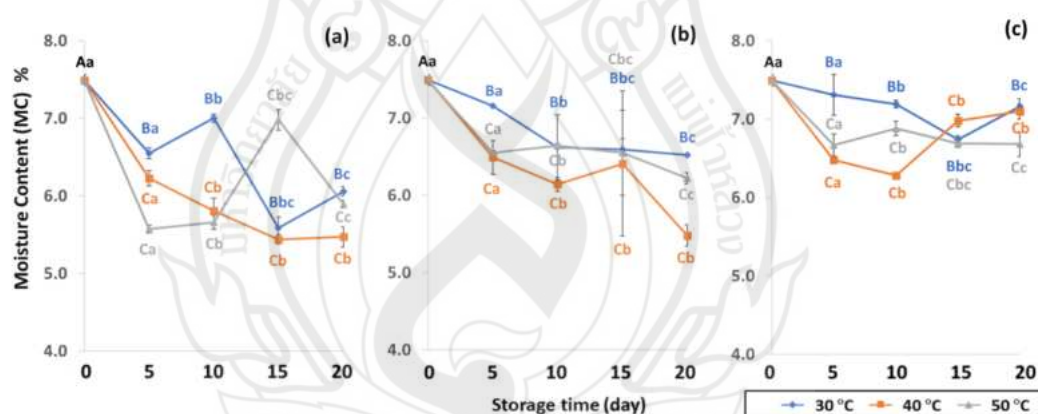 (a)
8.0
7.0
6.0
5.0
4.0
Moisture Content (MC) %
Aa
Ba
Bb
Cbc
Bc
Ca
Cb
Bbc
Cc
Ca
Cb
Cb
Cb
0 5 10 15 20
(b)
8.0
7.0
6.0
5.0
4.0
Aa
Ba
Bb
Cbc
Bbc
Bc
Ca
Cb
Cc
Ca
Cb
Cb
Cb
0 5 10 15 20
(c)
8.0
7.0
6.0
5.0
4.0
Aa
Ba
Bb
Cb
Bc
Ca
Cb
Cb
Ca
Cb
Bbc
Cbc
Cc
0 5 10 15 20
Storage time (day)
30 °C 40 °C 50 °C